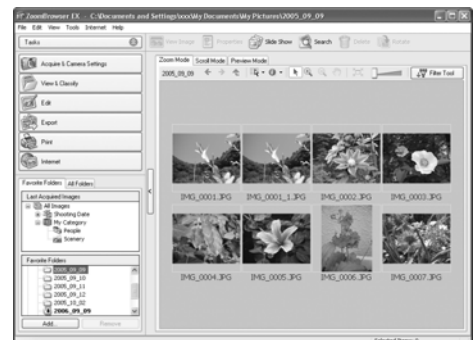 ZoomBrowser EX - C:\Documents and Settings\xxx\My Documents\My Pictures\2005_09_09
File Edit View Tools Internet Help
Tasks
View Image Properties Slide Show Search Delete Rotate
Acquire & Camera Settings
View & Classify
Edit
Export
Print
Internet
Zoom Mode Scroll Mode Preview Mode
2005_09_09
Filter Tool
Favorite Folders All Folders
Last Acquired Images
All Images
Shooting Date
My Category
People
Scenery
Favorite Folders
2005_09_09
2005_09_10
2005_09_11
2005_09_12
2005_10_02
2006_09_09
Add... Remove
IMG_0001.JPG IMG_0001_1.JPG IMG_0002.JPG IMG_0003.JPG
IMG_0004.JPG IMG_0005.JPG IMG_0006.JPG IMG_0007.JPG